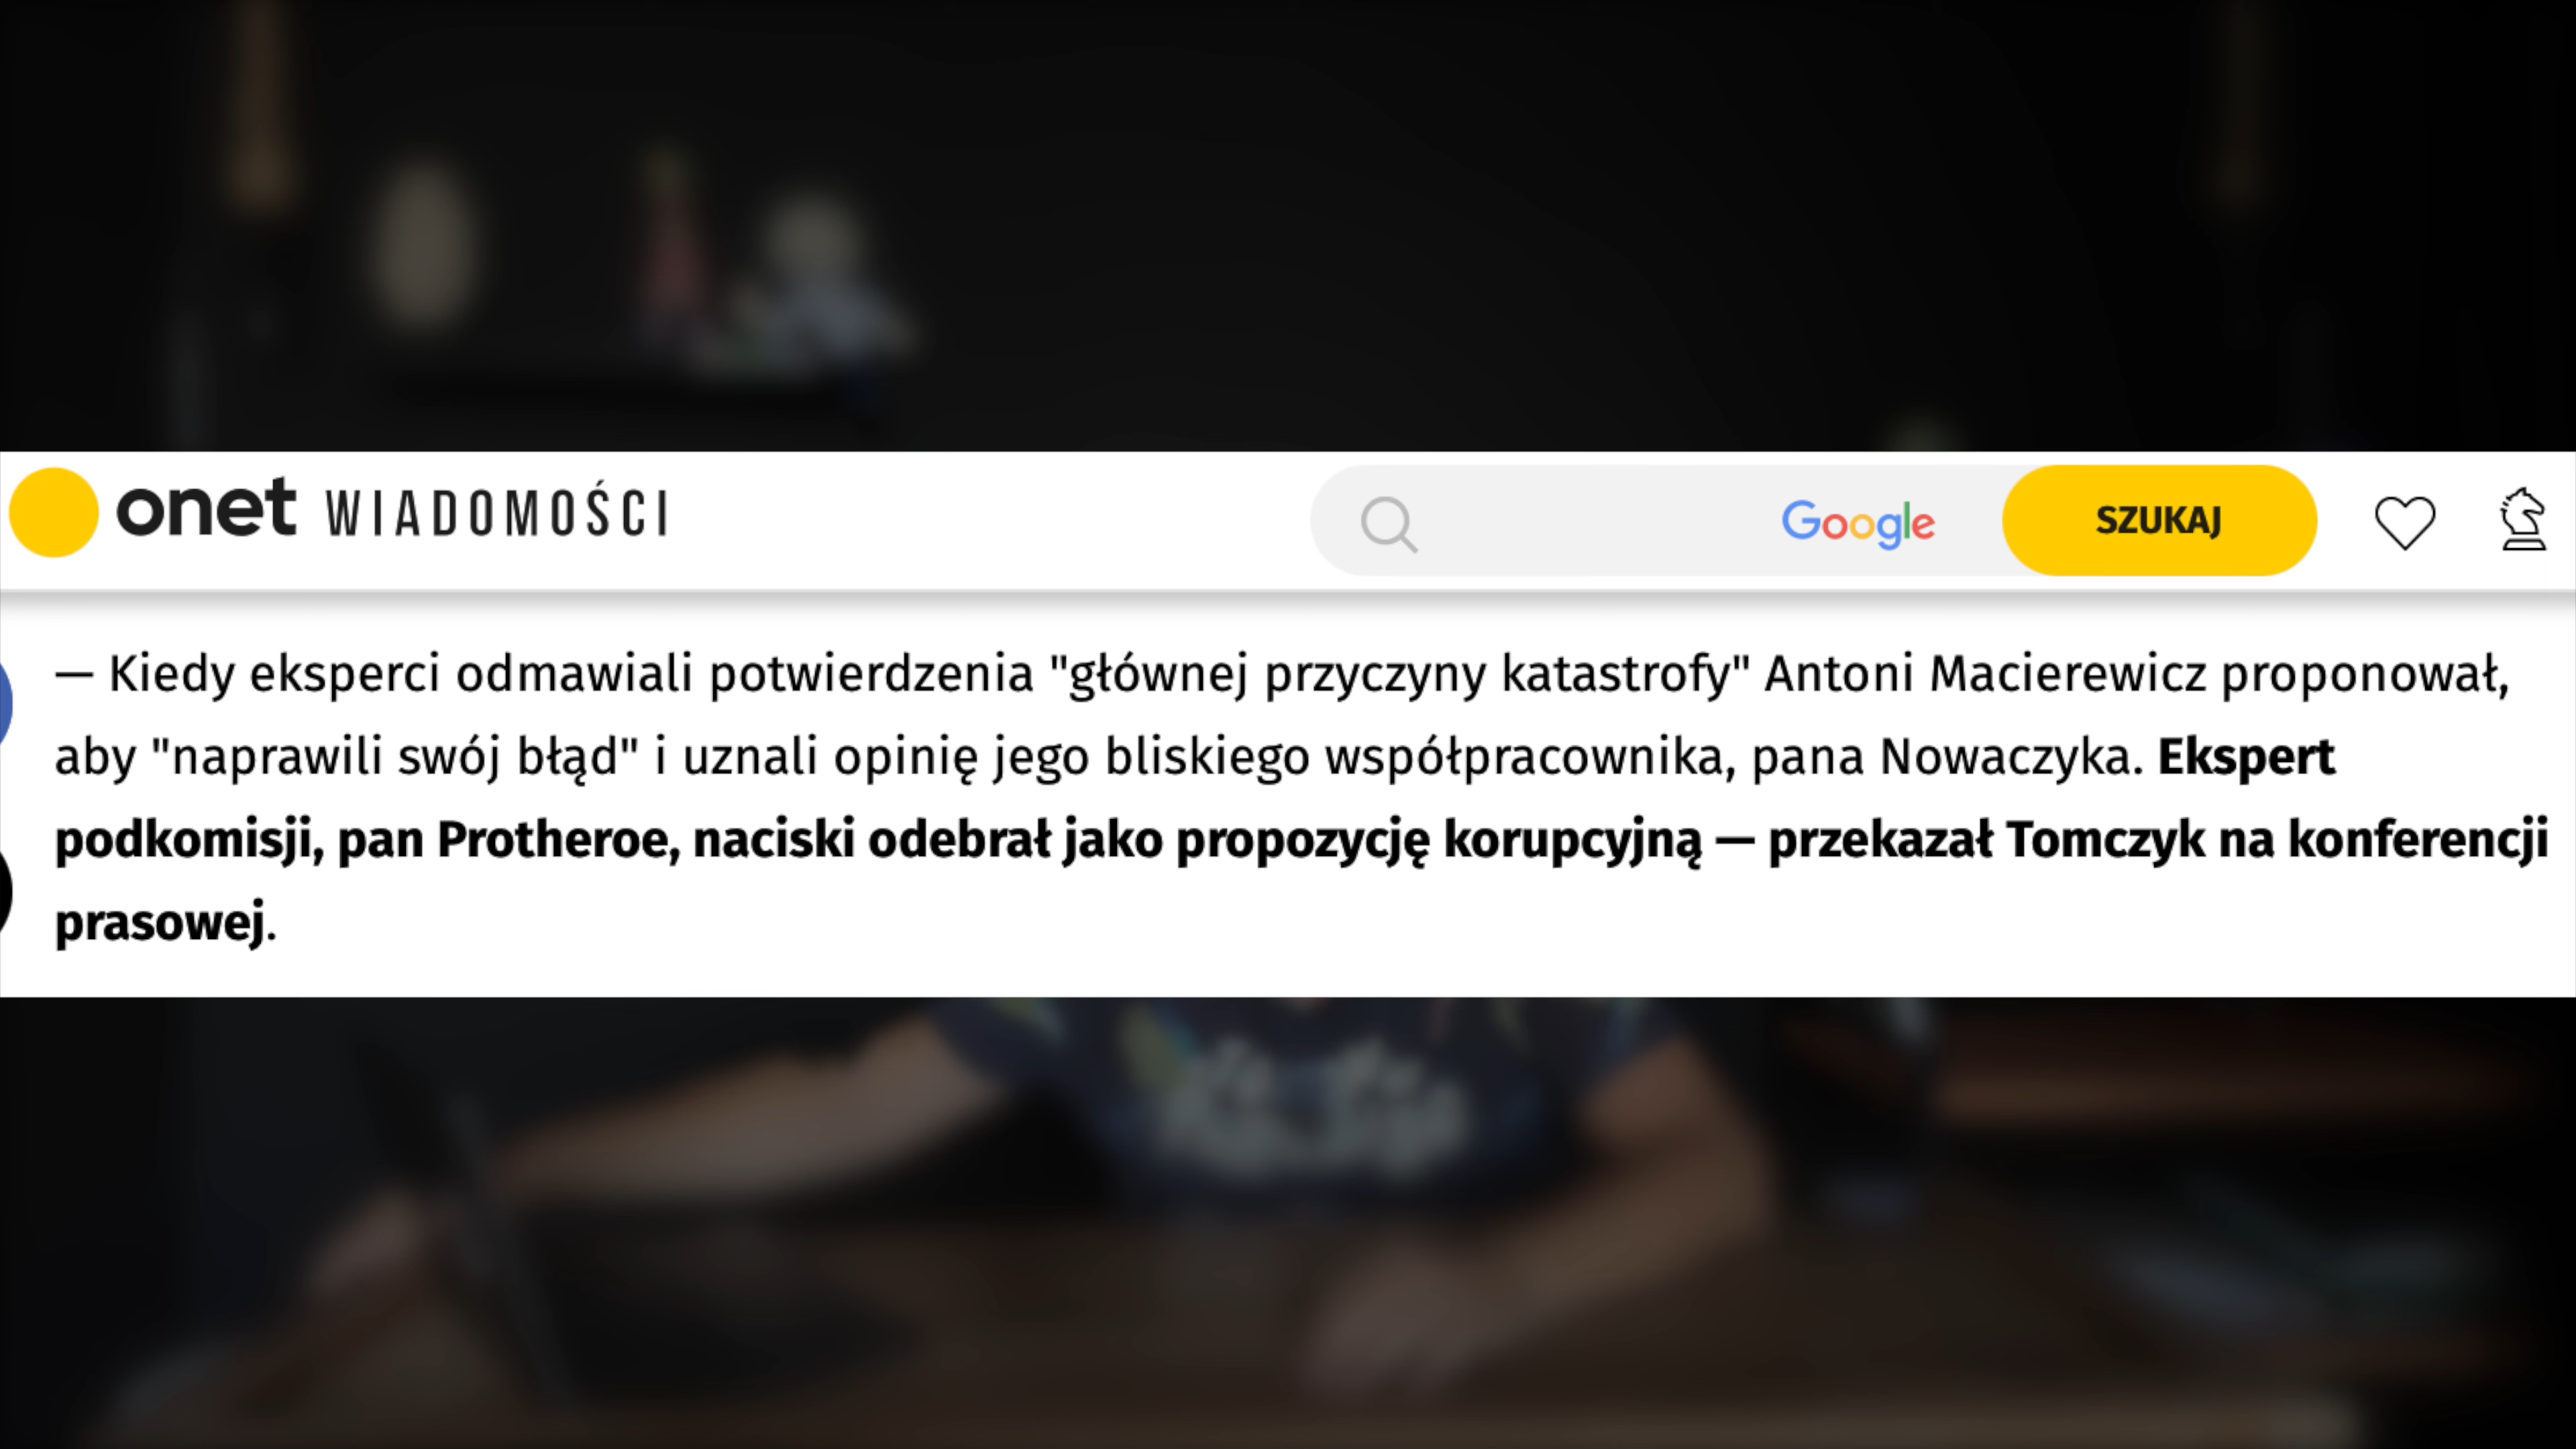 onet WIADOMOŚCI
Google
SZUKAJ
— Kiedy eksperci odmawiali potwierdzenia "głównej przyczyny katastrofy" Antoni Macierewicz proponował,
aby "naprawili swój błąd" i uznali opinię jego bliskiego współpracownika, pana Nowaczyka. Ekspert
podkomisji, pan Protheroe, naciski odebrał jako propozycję korupcyjną — przekazał Tomczyk na konferencji
prasowej.